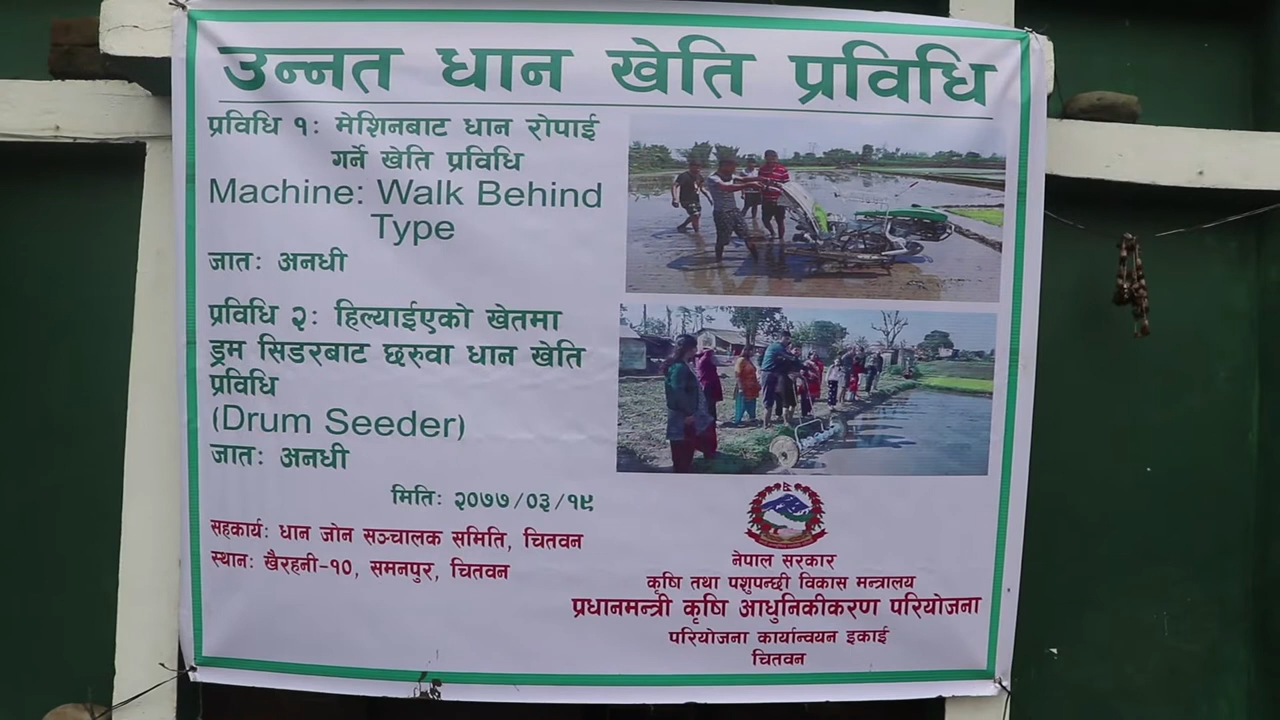 उन्नत धान खेति प्रविधि
प्रविधि १: मेशिनबाट धान रोपाई
गर्ने खेति प्रविधि
Machine: Walk Behind
Type
जात: अनधी
प्रविधि २: हिल्याईएको खेतमा
ड्रम सिडरबाट छरुवा धान खेति
प्रविधि
(Drum Seeder)
जात: अनधी
मिति: २०७७/०३/१९
सहकार्य: धान जोन सञ्चालक समिति, चितवन
स्थान: खैरहनी-१०, समनपुर, चितवन
नेपाल सरकार
कृषि तथा पशुपन्छी विकास मन्त्रालय
प्रधानमन्त्री कृषि आधुनिकीकरण परियोजना
परियोजना कार्यान्वयन इकाई
चितवन